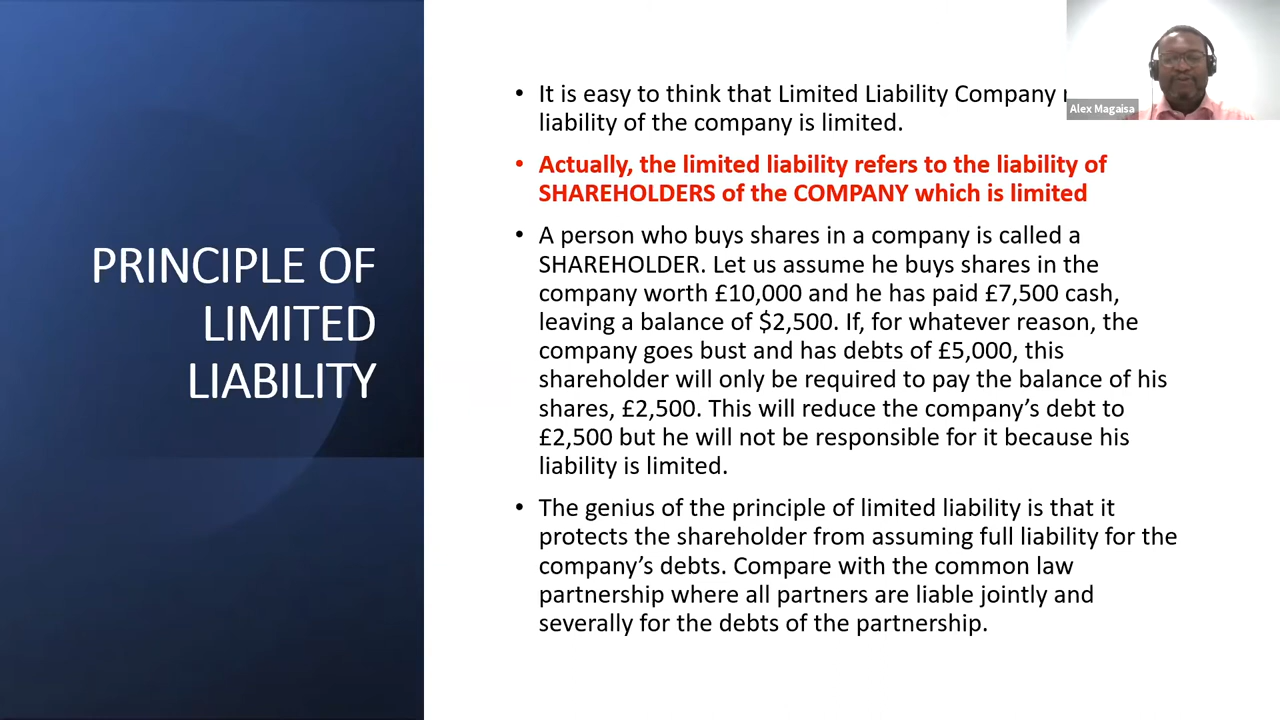 PRINCIPLE OF
LIMITED
LIABILITY
• It is easy to think that Limited Liability Company
liability of the company is limited.
• Actually, the limited liability refers to the liability of
SHAREHOLDERS of the COMPANY which is limited
• A person who buys shares in a company is called a
SHAREHOLDER. Let us assume he buys shares in the
company worth £10,000 and he has paid £7,500 cash,
leaving a balance of $2,500. If, for whatever reason, the
company goes bust and has debts of £5,000, this
shareholder will only be required to pay the balance of his
shares, £2,500. This will reduce the company’s debt to
£2,500 but he will not be responsible for it because his
liability is limited.
• The genius of the principle of limited liability is that it
protects the shareholder from assuming full liability for the
company’s debts. Compare with the common law
partnership where all partners are liable jointly and
severally for the debts of the partnership.
Alex Magaisa